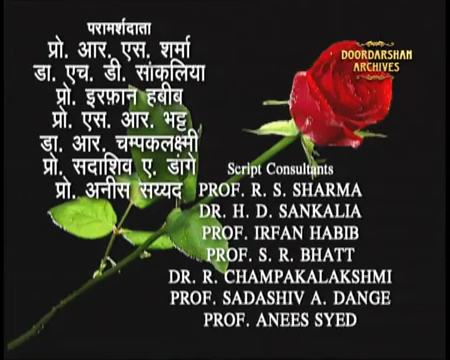 परामर्शदाता
प्रो. आर. एस. शर्मा
डा. एच. डी. सांकलिया
प्रो. इरफ़ान हबीब
प्रो. एस. आर. भट्ट
डा. आर. चम्पकलक्ष्मी
प्रो. सदाशिव ए. डांगे
प्रो. अनीस सय्यद
DOORDARSHAN
ARCHIVES
Script Consultants
PROF. R. S. SHARMA
DR. H. D. SANKALIA
PROF. IRFAN HABIB
PROF. S. R. BHATT
DR. R. CHAMPAKALAKSHMI
PROF. SADASHIV A. DANGE
PROF. ANEES SYED